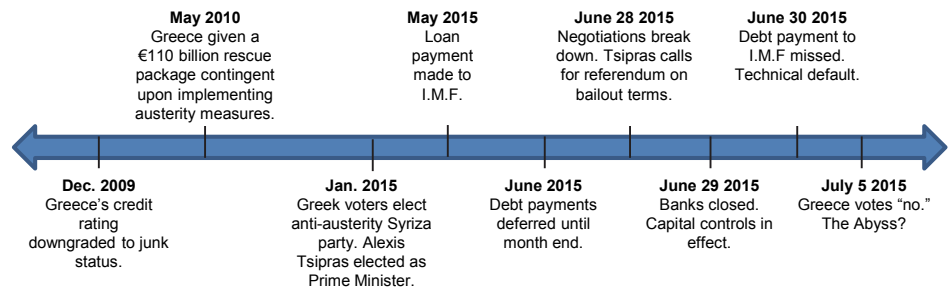 May 2010
Greece given a
€110 billion rescue
package contingent
upon implementing
austerity measures.
May 2015
Loan
payment
made to
I.M.F.
June 28 2015
Negotiations break
down. Tsipras calls
for referendum on
bailout terms.
June 30 2015
Debt payment to
I.M.F missed.
Technical default.
Dec. 2009
Greece's credit
rating
downgraded to junk
status.
Jan. 2015
Greek voters elect
anti-austerity Syriza
party. Alexis
Tsipras elected as
Prime Minister.
June 2015
Debt payments
deferred until
month end.
June 29 2015
Banks closed.
Capital controls in
effect.
July 5 2015
Greece votes “no.”
The Abyss?